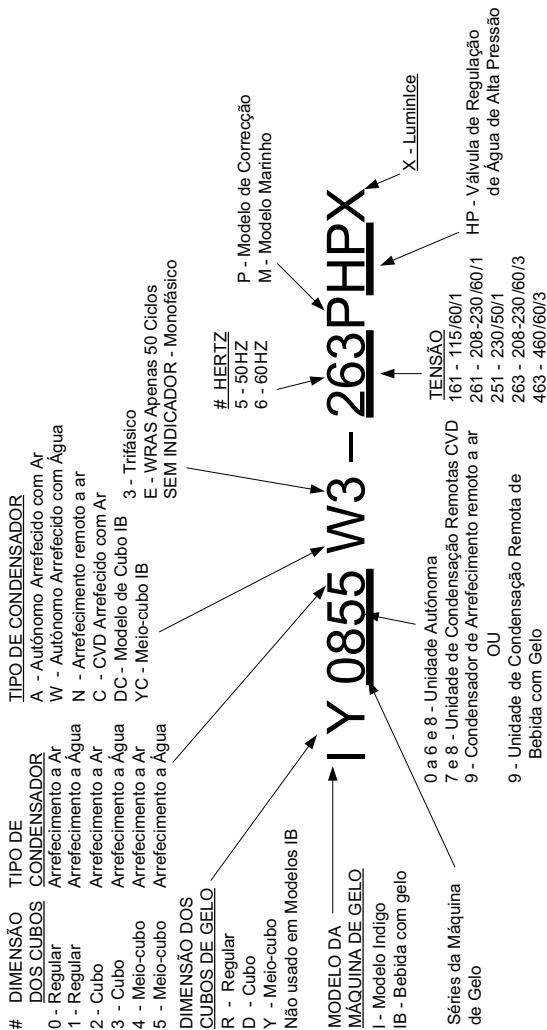 # DIMENSÃO TIPO DE
DOS CUBOS CONDENSADOR
0 - Regular Arrefecimento a Ar
1 - Regular Arrefecimento a Água
2 - Cubo Arrefecimento a Ar
3 - Cubo Arrefecimento a Água
4 - Meio-cubo Arrefecimento a Ar
5 - Meio-cubo Arrefecimento a Água
TIPO DE CONDENSADOR
A - Autónomo Arrefecido com Ar
W - Autónomo Arrefecido com Água
N - Arrefecimento remoto a ar
C - CVD Arrefecido com Ar
DC - Modelo de Cubo IB
YC - Meio-cubo IB
3 - Trifásico
E - WRAS Apenas 50 Ciclos
SEM INDICADOR - Monofásico
DIMENSÃO DOS
CUBOS DE GELO
R - Regular
D - Cubo
Y - Meio-cubo
Não usado em Modelos IB
# HERTZ
5 - 50HZ
6 - 60HZ
P - Modelo de Correcção
M - Modelo Marinho
X - LuminIce
I Y 0855 W3 – 263PHPX
MODELO DA
MÁQUINA DE GELO
I - Modelo Indigo
IB - Bebida com gelo
Séries da Máquina
de Gelo
0 a 6 e 8 - Unidade Autónoma
7 e 8 - Unidade de Condensação Remotas CVD
9 - Condensador de Arrefecimento remoto a ar
OU
9 - Unidade de Condensação Remota de
Bebida com Gelo
TENSÃO
161 - 115/60/1
261 - 208-230/60/1
251 - 230/50/1
263 - 208-230/60/3
463 - 460/60/3
HP - Válvula de Regulação
de Água de Alta Pressão